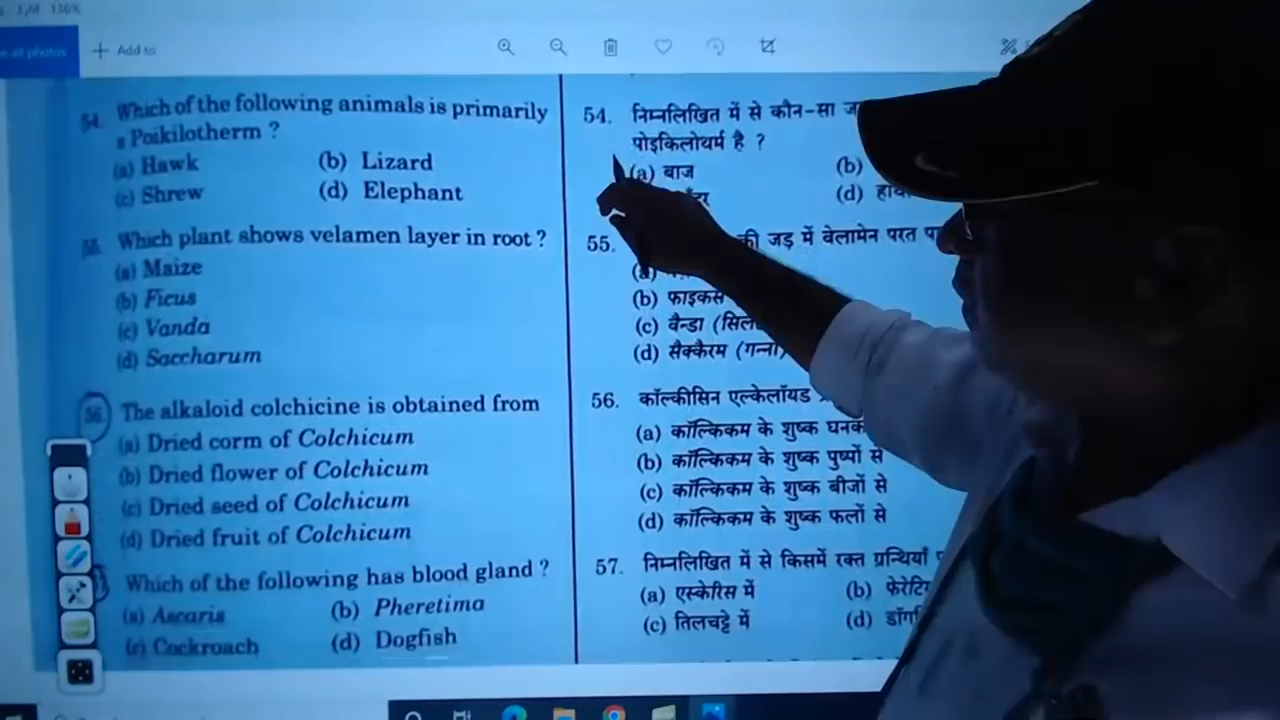 136%
all photos
Add to
54. Which of the following animals is primarily
a Poikilotherm ?
(a) Hawk (b) Lizard
(c) Shrew (d) Elephant
55. Which plant shows velamen layer in root ?
(a) Maize
(b) Ficus
(c) Vanda
(d) Saccharum
56. The alkaloid colchicine is obtained from
(a) Dried corm of Colchicum
(b) Dried flower of Colchicum
(c) Dried seed of Colchicum
(d) Dried fruit of Colchicum
Which of the following has blood gland ?
(a) Ascaris (b) Pheretima
(c) Cockroach (d) Dogfish
54. निम्नलिखित में से कौन-सा
पोइकिलोथर्म है ?
(a) बाज (b)
(d)
55. की जड़ में वेलामेन परत
(a)
(b) फाइकस
(c) वैन्डा
(d) सैक्कैरम (गन्ना)
56. कॉल्कीसिन एल्केलॉयड
(a) कॉल्किकम के शुष्क
(b) कॉल्किकम के शुष्क पुष्पों से
(c) कॉल्किकम के शुष्क बीजों से
(d) कॉल्किकम के शुष्क फलों से
57. निम्नलिखित में से किसमें रक्त ग्रन्थियाँ
(a) एस्केरिस में (b)
(c) तिलचट्टे में (d)